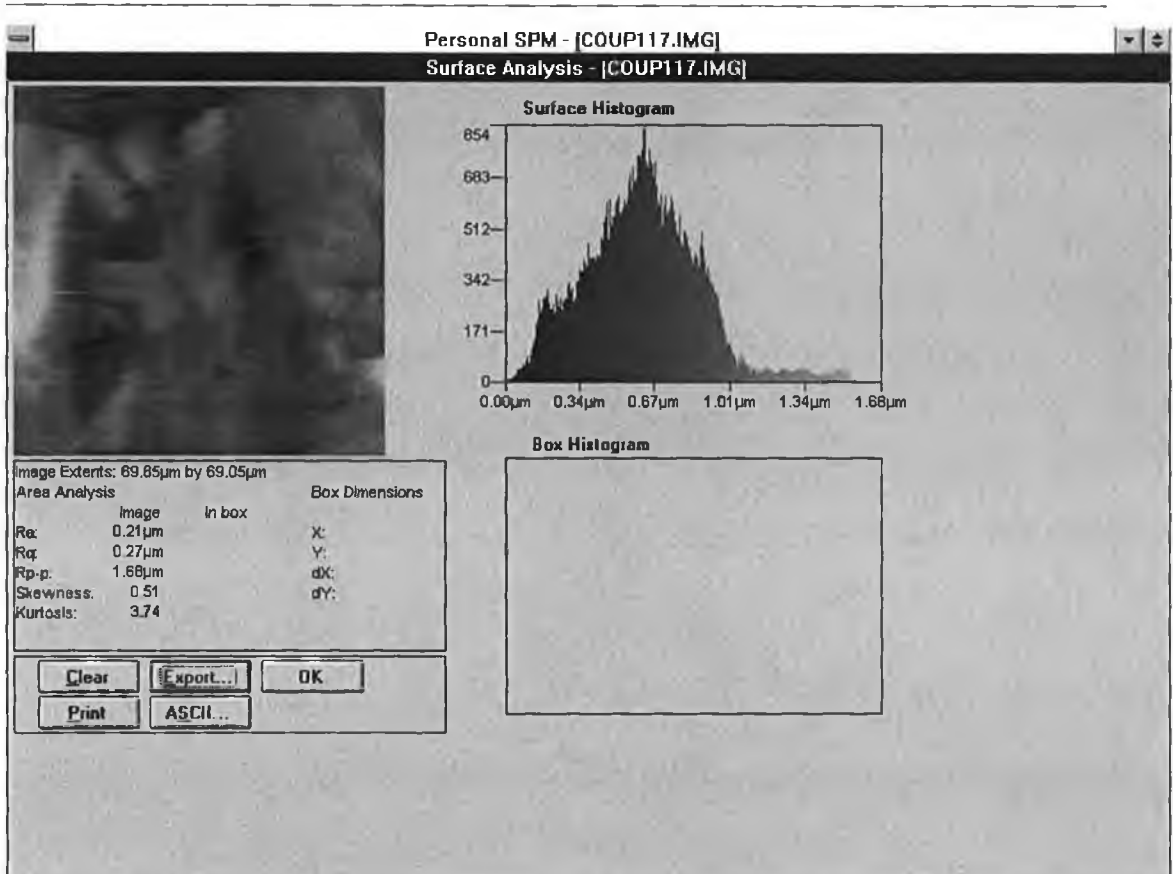 Personal SPM - [COUP117.IMG]
Surface Analysis - [COUP117.IMG]
Surface Histogram
854
683
512
342
171
0
0.00µm 0.34µm 0.67µm 1.01µm 1.34µm 1.68µm
Box Histogram
Image Extents: 69.85µm by 69.05µm
Area Analysis Box Dimensions
Image In box
Ra: 0.21µm X:
Rq: 0.27µm Y:
Rp-p: 1.68µm dX:
Skewness: 0.51 dY:
Kurtosis: 3.74
Clear Export... OK
Print ASCII...